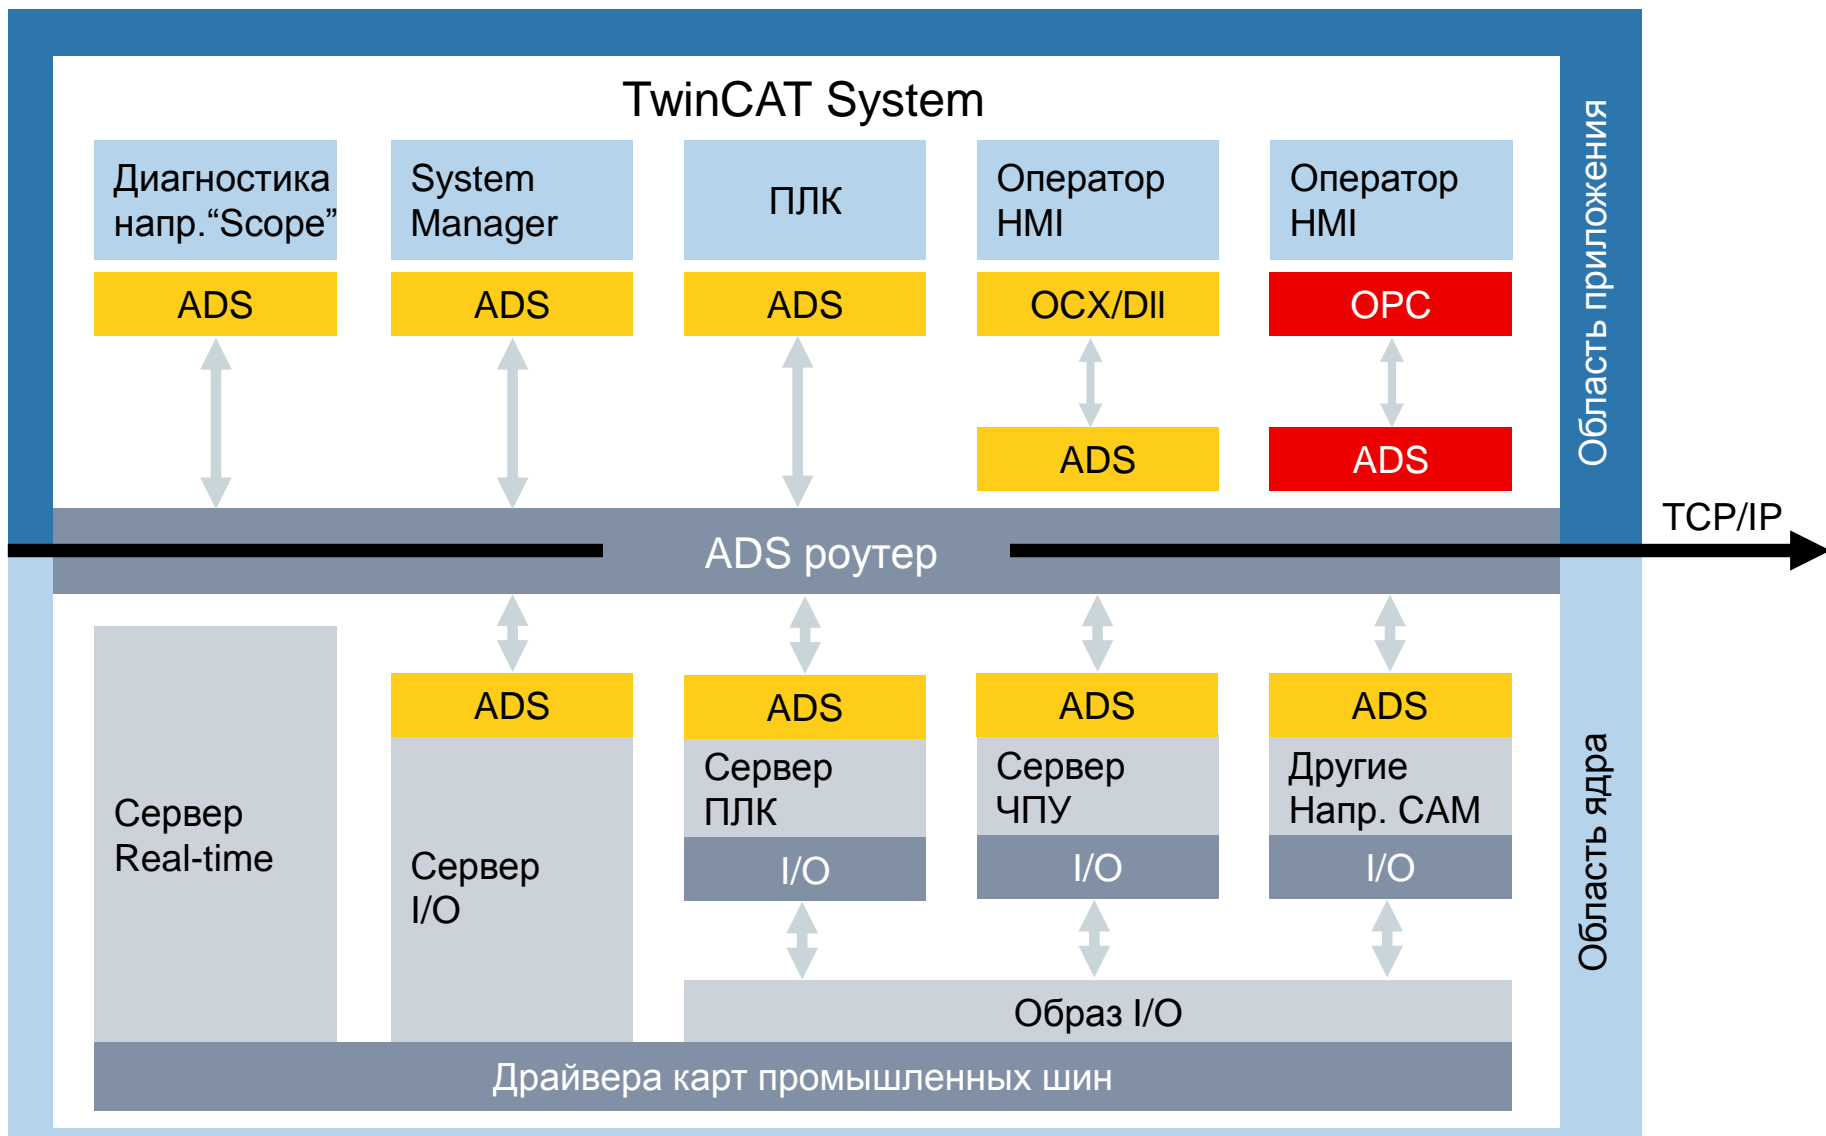 TwinCAT System
Диагностика
напр.“Scope”
System
Manager
ПЛК
Оператор
HMI
Оператор
HMI
ADS
ADS
ADS
OCX/Dll
OPC
ADS
ADS
Область приложения
ADS роутер
TCP/IP
Сервер
Real-time
ADS
Сервер
I/O
ADS
Сервер
ПЛК
I/O
ADS
Сервер
ЧПУ
I/O
ADS
Другие
Напр. CAM
I/O
Образ I/O
Драйвера карт промышленных шин
Область ядра